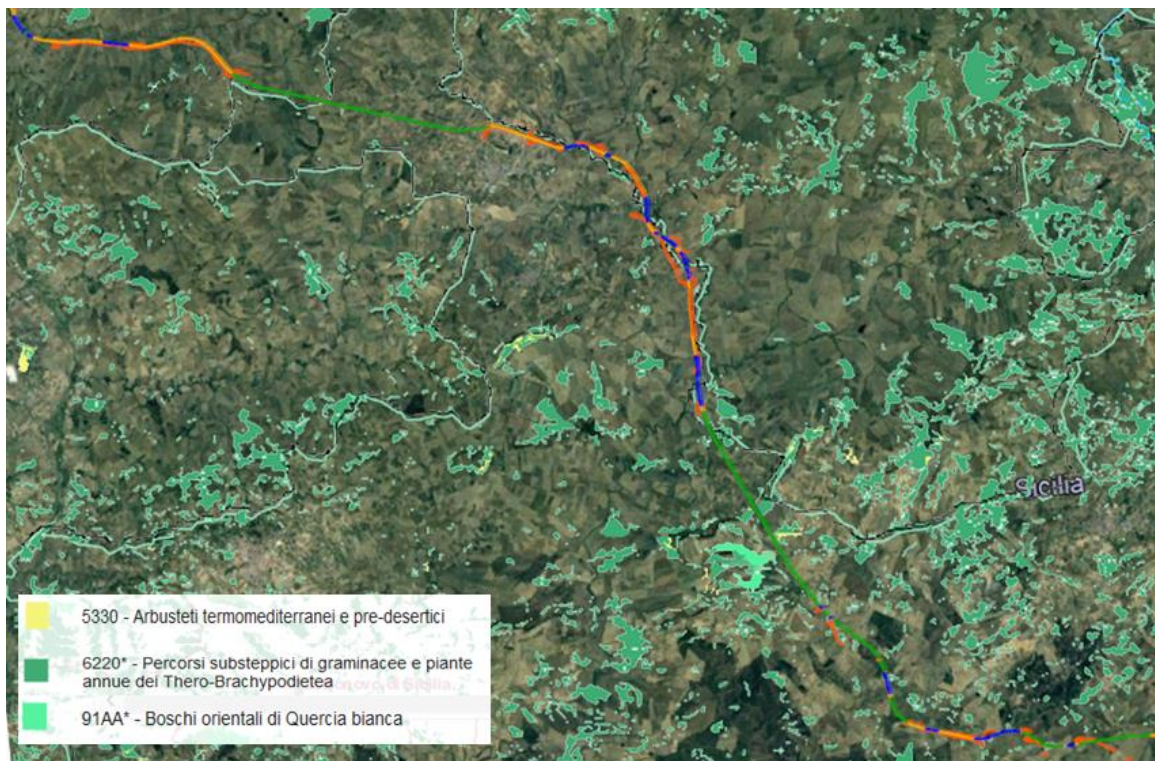 Sicilia
5330 - Arbusteti termomediterranei e pre-desertici
6220* - Percorsi substeppici di graminacee e piante
annue dei Thero-Brachypodietea
91AA* - Boschi orientali di Quercia bianca